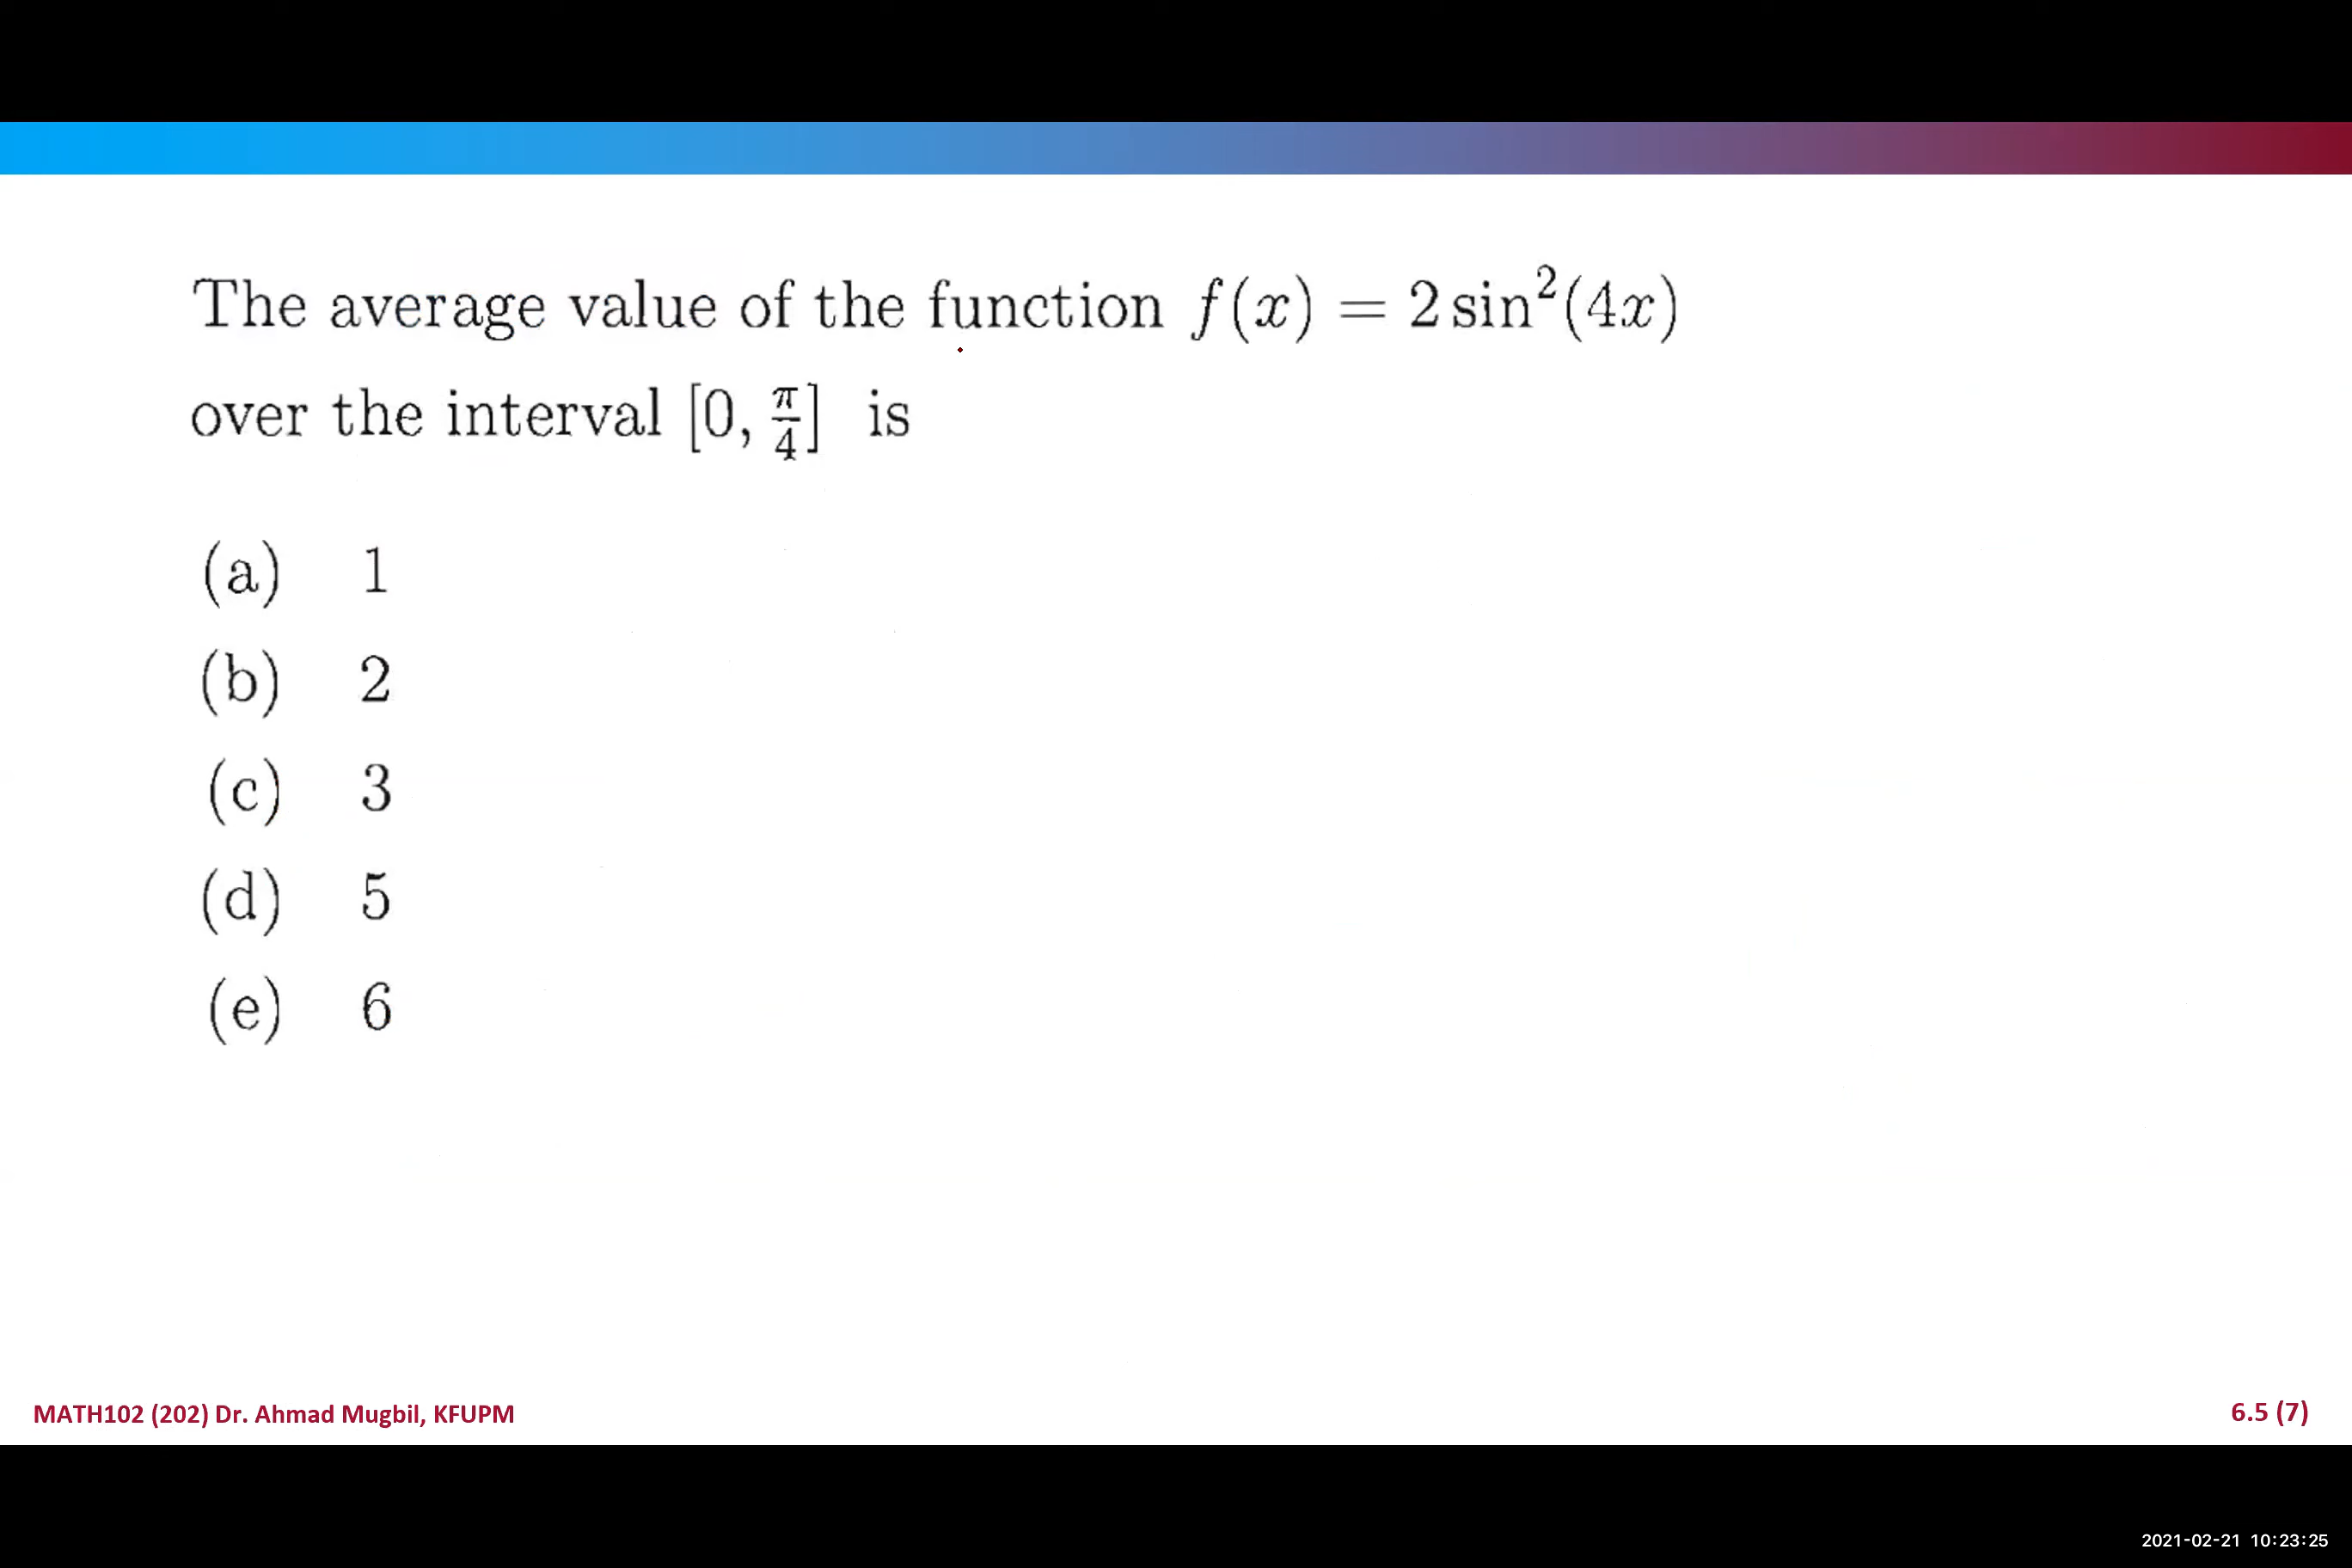 The average value of the function f(x) = 2 sin²(4x)
over the interval [0, π/4] is
(a) 1
(b) 2
(c) 3
(d) 5
(e) 6
MATH102 (202) Dr. Ahmad Mugbil, KFUPM
6.5 (7)
2021-02-21 10:23:25